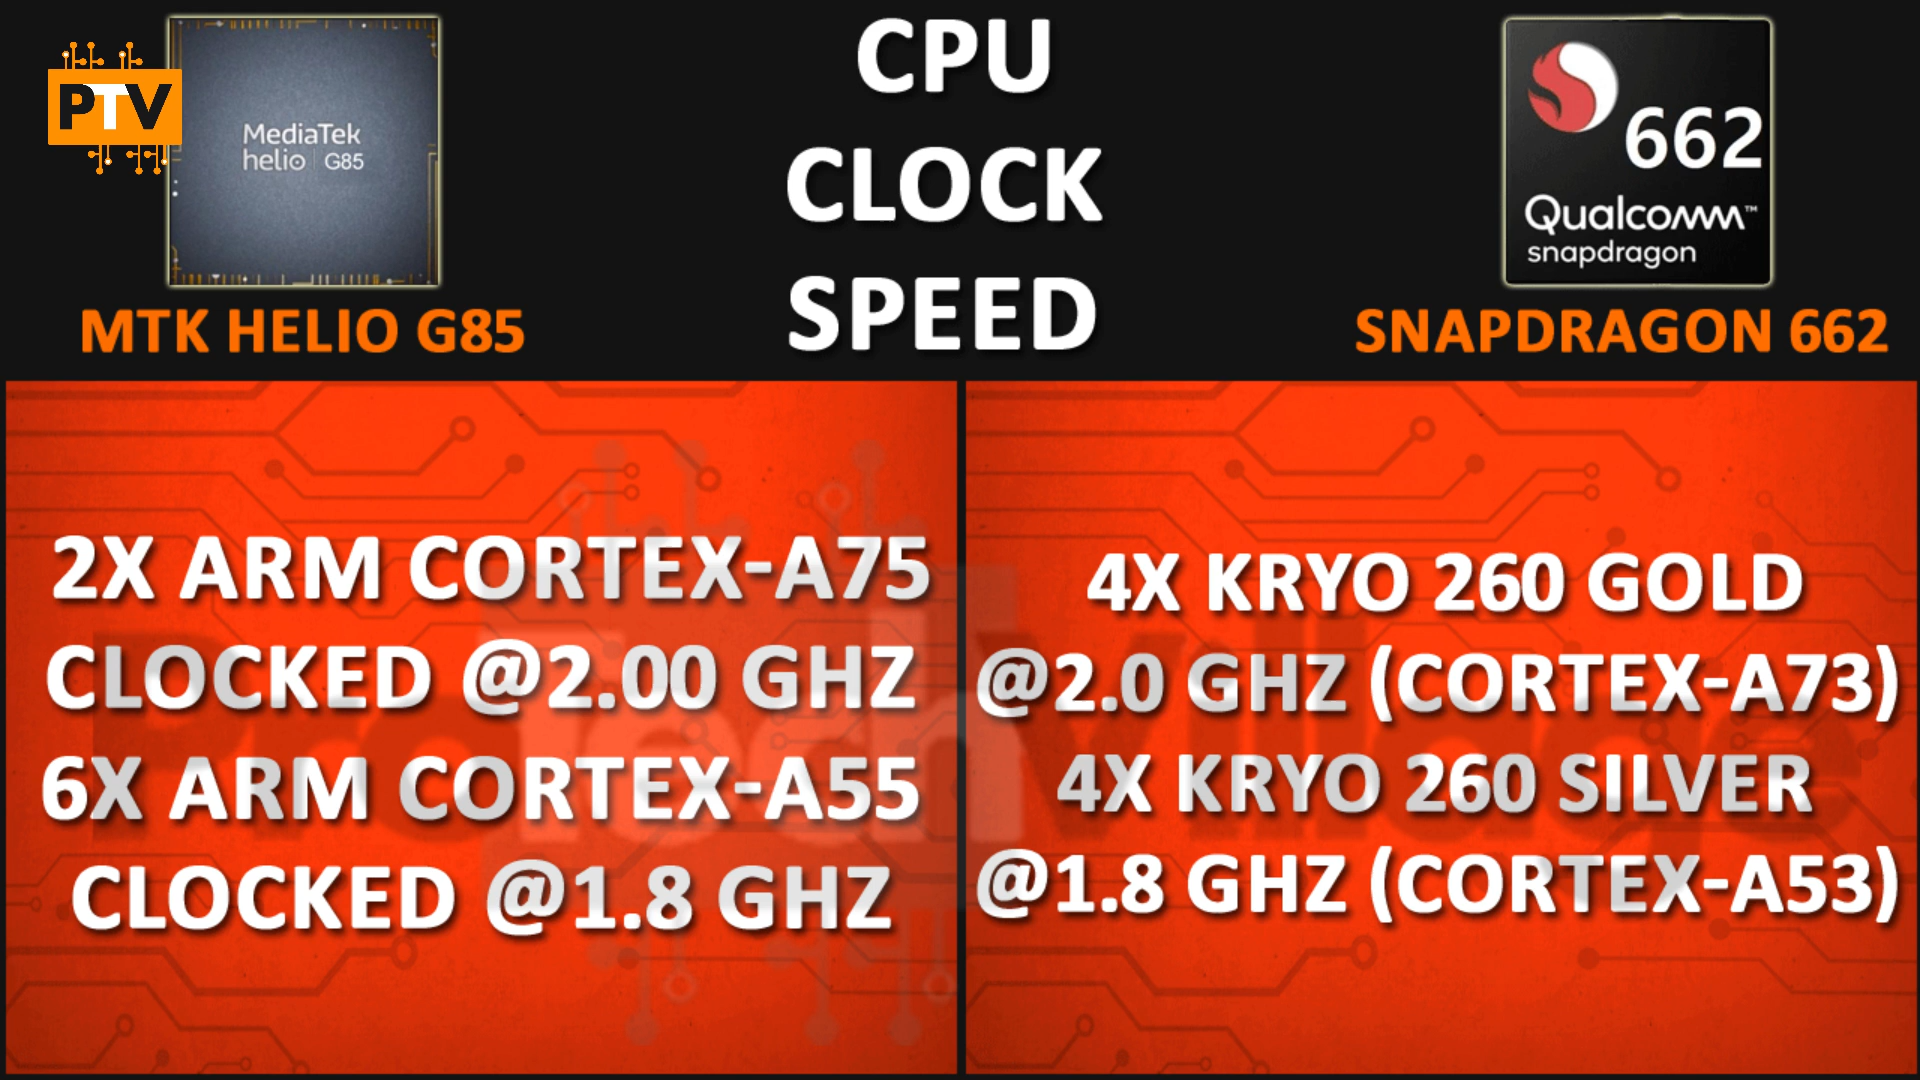 PTV
MediaTek
helio G85
MTK HELIO G85
CPU
CLOCK
SPEED
662
Qualcomm™
snapdragon
SNAPDRAGON 662
2X ARM CORTEX-A75
CLOCKED @2.00 GHZ
6X ARM CORTEX-A55
CLOCKED @1.8 GHZ
4X KRYO 260 GOLD
@2.0 GHZ (CORTEX-A73)
4X KRYO 260 SILVER
@1.8 GHZ (CORTEX-A53)
ProTechVillage